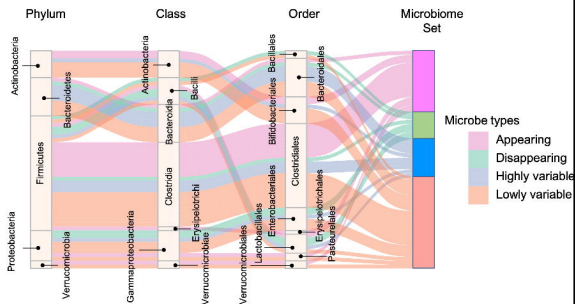 Phylum
Class
Order
Microbiome
Set
Actinobacteria
Bacteroidetes
Firmicutes
Proteobacteria
Verrucomicrobia
Actinobacteria
Bacilli
Bacteroidia
Clostridia
Erysipelotrichi
Gammaproteobacteria
Verrucomicrobiae
Bacillales
Bacteroidales
Bifidobacteriales
Clostridiales
Enterobacteriales
Erysipelotrichales
Lactobacillales
Pasteurelales
Verrucomicrobiales
Microbe types
Appearing
Disappearing
Highly variable
Lowly variable